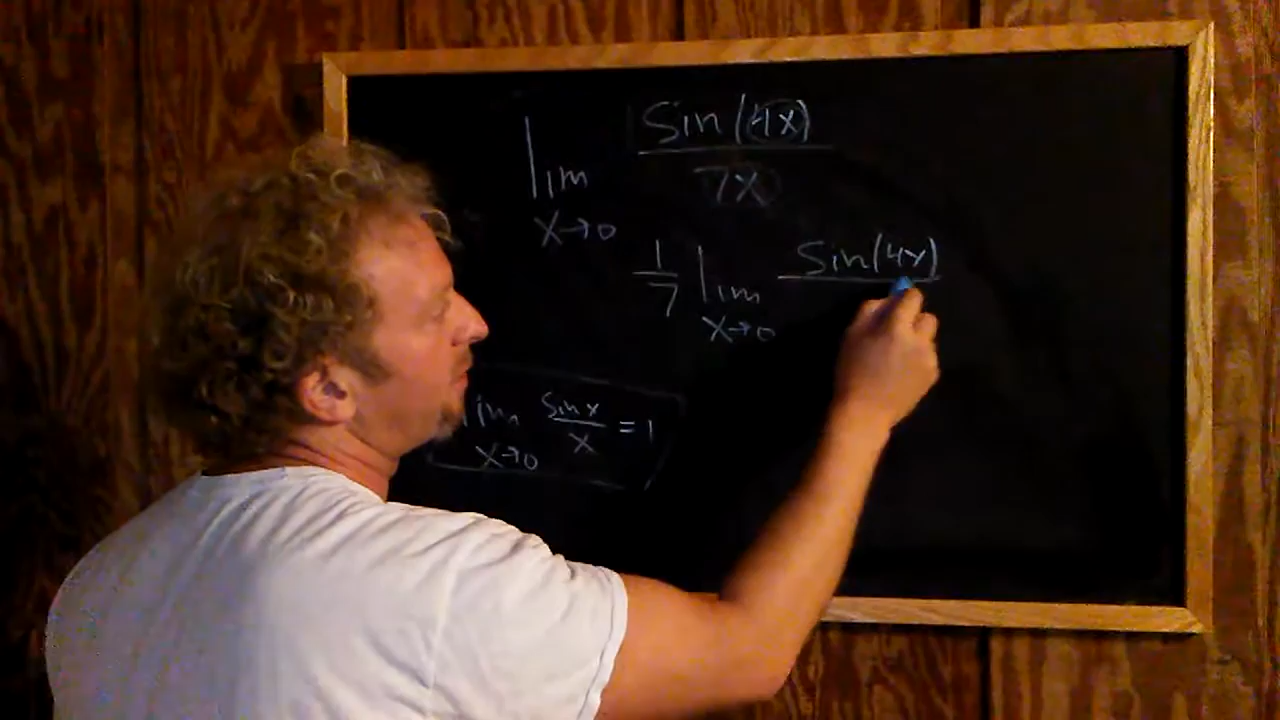 lim Sin(4x)
x→0 7x
1/7 lim Sin(4x)
x→0
lim sin x / x = 1
x→0